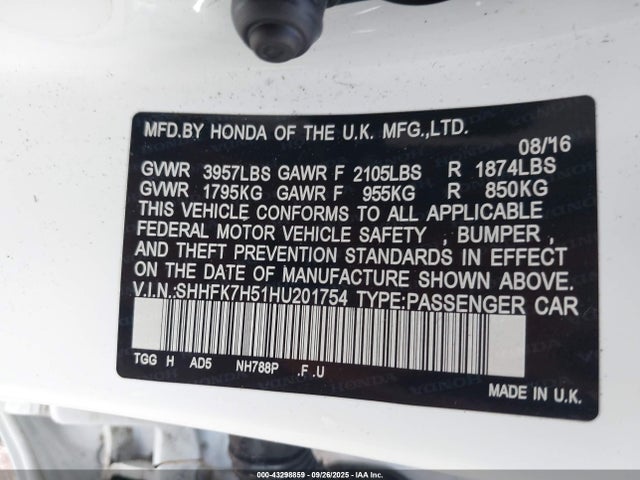 MFD.BY HONDA OF THE U.K. MFG.,LTD.
08/16
GVWR 3957LBS GAWR F 2105LBS R 1874LBS
GVWR 1795KG GAWR F 955KG R 850KG
THIS VEHICLE CONFORMS TO ALL APPLICABLE
FEDERAL MOTOR VEHICLE SAFETY , BUMPER ,
AND THEFT PREVENTION STANDARDS IN EFFECT
ON THE DATE OF MANUFACTURE SHOWN ABOVE.
V.I.N.:SHHFK7H51HU201754 TYPE:PASSENGER CAR
TGG H AD5 NH788P .F .U
MADE IN U.K.
000-43298859 - 09/26/2025 - IAA Inc.